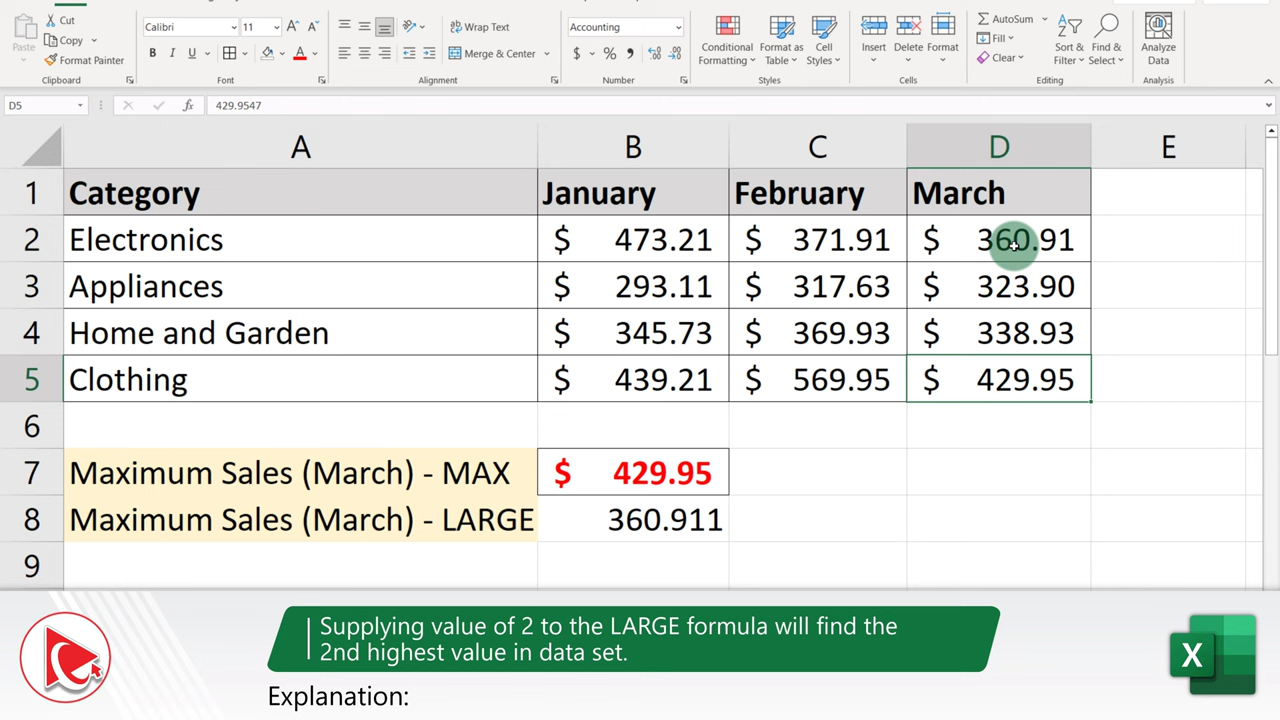 Cut
Copy
Format Painter
Paste
Clipboard
Calibri 11
B I U
A
Font
Wrap Text
Merge & Center
Alignment
Accounting
$ %
Number
Conditional Formatting
Format as Table
Cell Styles
Styles
Insert Delete Format
Cells
AutoSum
Fill
Clear
Sort & Filter
Find & Select
Editing
Analyze Data
Analysis
D5 fx 429.9547
A B C D E
1 Category January February March
2 Electronics $ 473.21 $ 371.91 $ 360.91
3 Appliances $ 293.11 $ 317.63 $ 323.90
4 Home and Garden $ 345.73 $ 369.93 $ 338.93
5 Clothing $ 439.21 $ 569.95 $ 429.95
6
7 Maximum Sales (March) - MAX $ 429.95
8 Maximum Sales (March) - LARGE 360.911
9
Supplying value of 2 to the LARGE formula will find the
2nd highest value in data set.
Explanation:
X